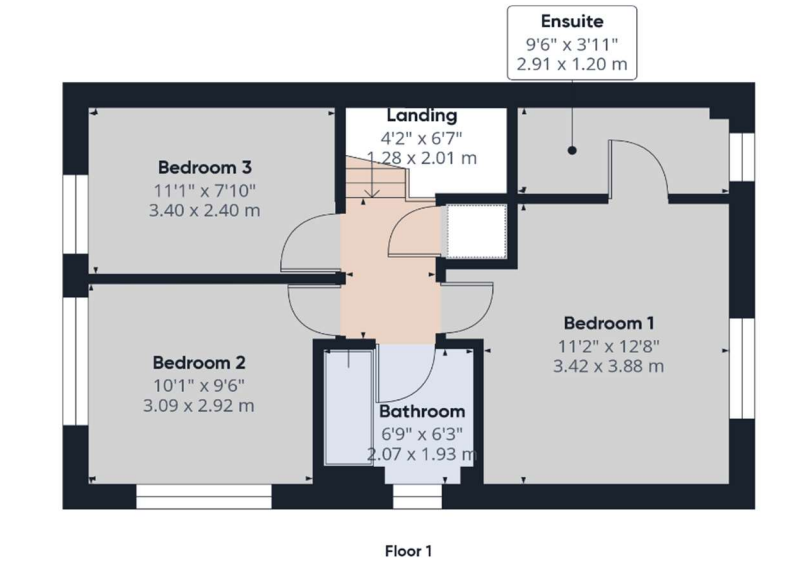 Ensuite
9'6" x 3'11"
2.91 x 1.20 m
Landing
4'2" x 6'7"
1.28 x 2.01 m
Bedroom 3
11'1" x 7'10"
3.40 x 2.40 m
Bedroom 1
11'2" x 12'8"
3.42 x 3.88 m
Bedroom 2
10'1" x 9'6"
3.09 x 2.92 m
Bathroom
6'9" x 6'3"
2.07 x 1.93 m
Floor 1